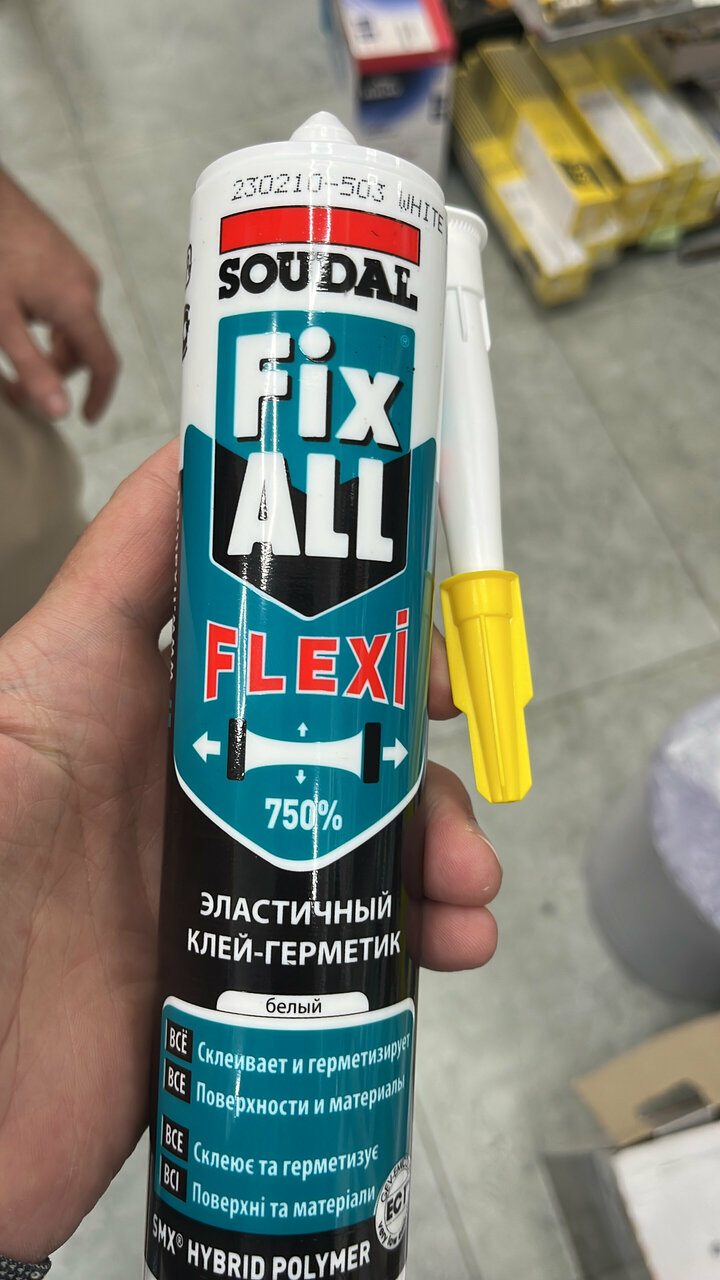 230210-503 WHITE
SOUDAL
Fix
®
ALL
FLEXi
750%
ЭЛАСТИЧНЫЙ
КЛЕЙ-ГЕРМЕТИК
белый
ВСЁ Склеивает и герметизирует
ВСЕ Поверхности и материалы
ВСЕ Склеює та герметизує
ВСІ Поверхні та матеріали
SMX® HYBRID POLYMER